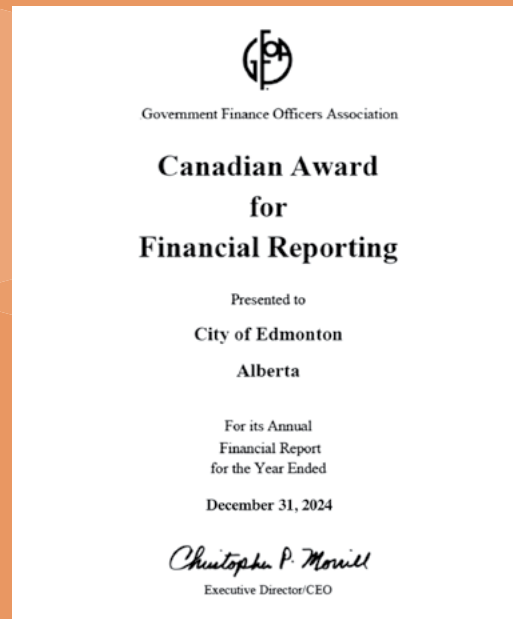 GFOA
Government Finance Officers Association
Canadian Award
for
Financial Reporting
Presented to
City of Edmonton
Alberta
For its Annual
Financial Report
for the Year Ended
December 31, 2024
Christopher P. Morrill
Executive Director/CEO